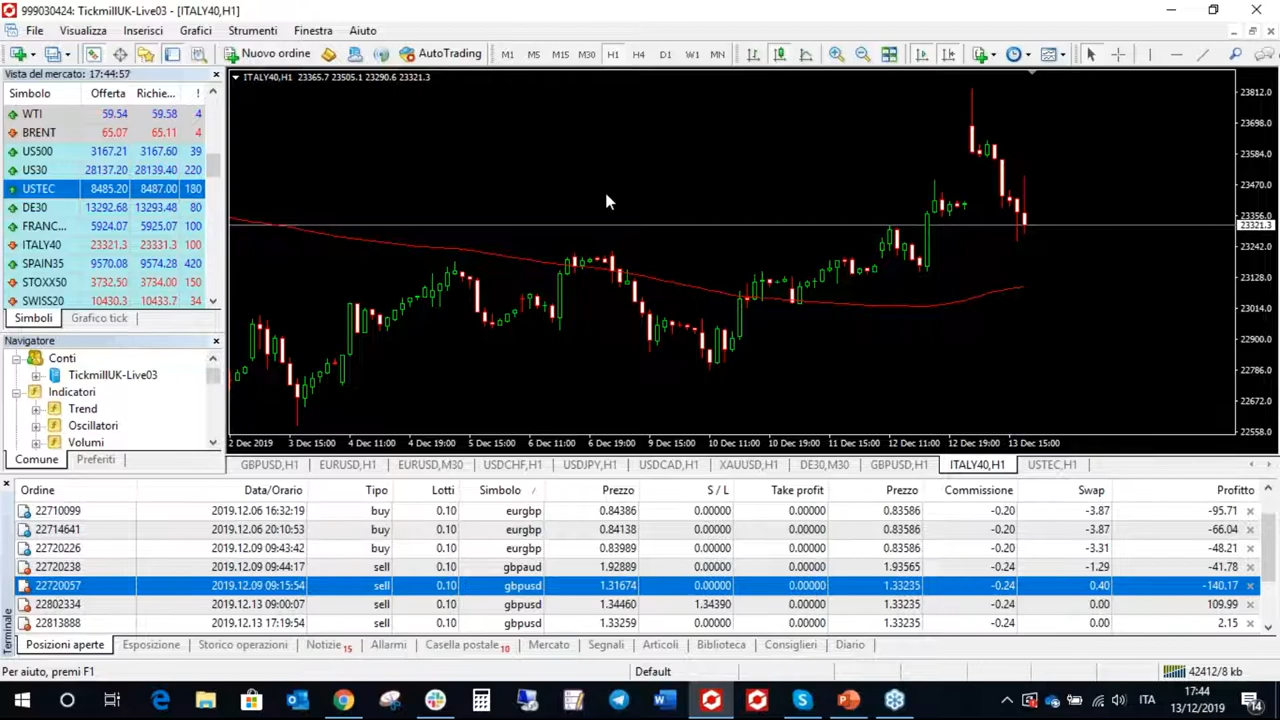 999030424: TickmillUK-Live03 - [ITALY40,H1]
File Visualizza Inserisci Grafici Strumenti Finestra Aiuto
Nuovo ordine AutoTrading M1 M5 M15 M30 H1 H4 D1 W1 MN
Vista del mercato: 17:44:57
Simbolo Offerta Richie... !
WTI 59.54 59.58 4
BRENT 65.07 65.11 4
US500 3167.21 3167.60 39
US30 28137.20 28139.40 220
USTEC 8485.20 8487.00 180
DE30 13292.68 13293.48 80
FRANC... 5924.07 5925.07 100
ITALY40 23321.3 23331.3 100
SPAIN35 9570.08 9574.28 420
STOXX50 3732.50 3734.00 150
SWISS20 10430.3 10433.7 34
Simboli Grafico tick
Navigatore
Conti
TickmillUK-Live03
Indicatori
Trend
Oscillatori
Volumi
Comune Preferiti
ITALY40,H1 23365.7 23505.1 23290.6 23321.3
23812.0
23698.0
23584.0
23470.0
23356.0
23321.3
23242.0
23128.0
23014.0
22900.0
22786.0
22672.0
22558.0
2 Dec 2019 3 Dec 15:00 4 Dec 11:00 4 Dec 19:00 5 Dec 15:00 6 Dec 11:00 6 Dec 19:00 9 Dec 15:00 10 Dec 11:00 10 Dec 19:00 11 Dec 15:00 12 Dec 11:00 12 Dec 19:00 13 Dec 15:00
GBPUSD,H1 EURUSD,H1 EURUSD,M30 USDCHF,H1 USDJPY,H1 USDCAD,H1 XAUUSD,H1 DE30,M30 GBPUSD,H1 ITALY40,H1 USTEC,H1
Ordine Data/Orario Tipo Lotti Simbolo / Prezzo S / L Take profit Prezzo Commissione Swap Profitto
22710099 2019.12.06 16:32:19 buy 0.10 eurgbp 0.84386 0.00000 0.00000 0.83586 -0.20 -3.87 -95.71
22714641 2019.12.06 20:10:53 buy 0.10 eurgbp 0.84138 0.00000 0.00000 0.83586 -0.20 -3.87 -66.04
22720226 2019.12.09 09:43:42 buy 0.10 eurgbp 0.83989 0.00000 0.00000 0.83586 -0.20 -3.31 -48.21
22720238 2019.12.09 09:44:17 sell 0.10 gbpaud 1.92889 0.00000 0.00000 1.93565 -0.24 -1.29 -41.78
22720057 2019.12.09 09:15:54 sell 0.10 gbpusd 1.31674 0.00000 0.00000 1.33235 -0.24 0.40 -140.17
22802334 2019.12.13 09:00:07 sell 0.10 gbpusd 1.34460 1.34390 0.00000 1.33235 -0.24 0.00 109.99
22813888 2019.12.13 17:19:54 sell 0.10 gbpusd 1.33259 0.00000 0.00000 1.33235 -0.24 0.00 2.15
Terminale
Posizioni aperte Esposizione Storico operazioni Notizie 15 Allarmi Casella postale 10 Mercato Segnali Articoli Biblioteca Consiglieri Diario
Per aiuto, premi F1 Default 42412/8 kb
ITA 17:44
13/12/2019
14